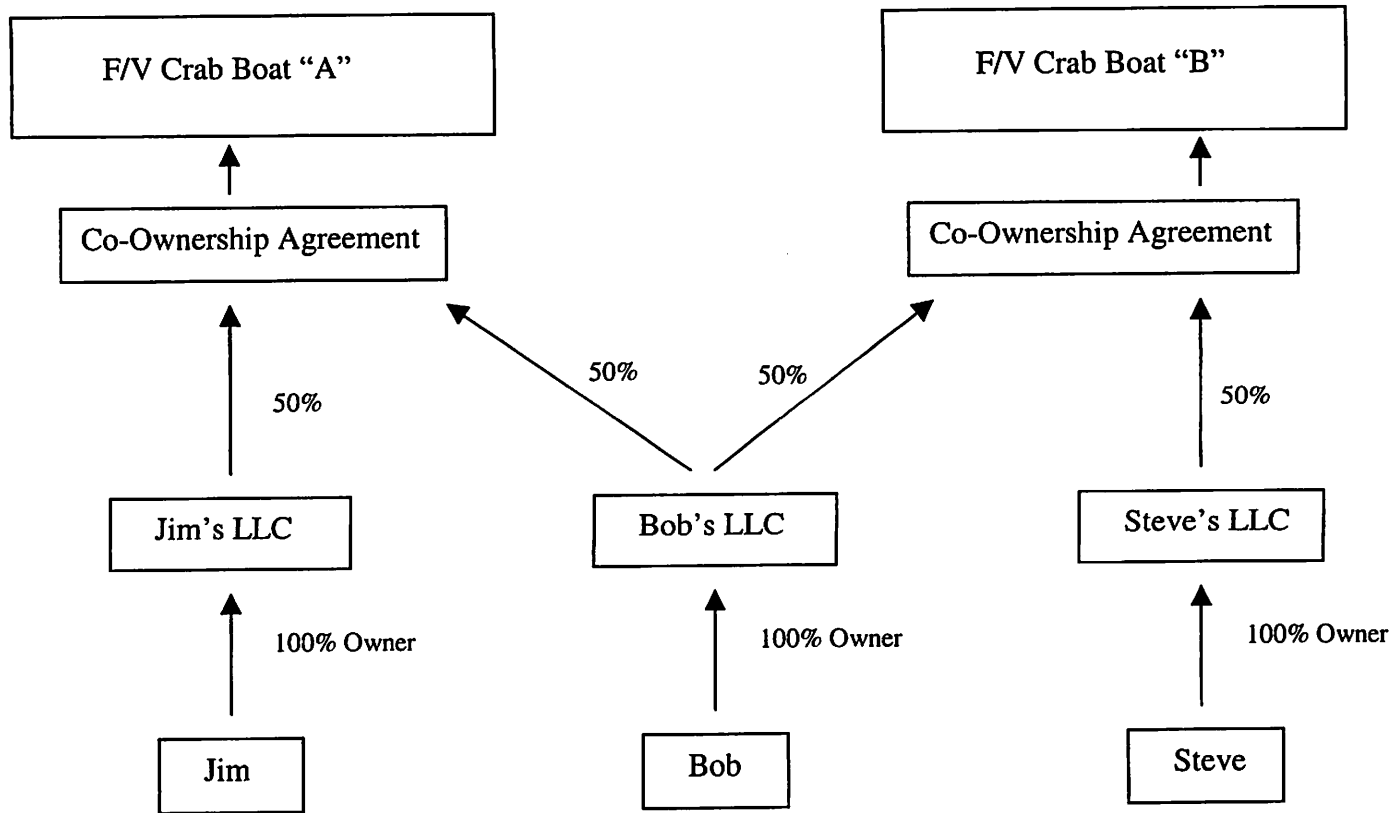 F/V Crab Boat “A”
F/V Crab Boat “B”
Co-Ownership Agreement
Co-Ownership Agreement
50%
50%
50%
50%
Jim's LLC
Bob’s LLC
Steve’s LLC
100% Owner
100% Owner
100% Owner
Jim
Bob
Steve